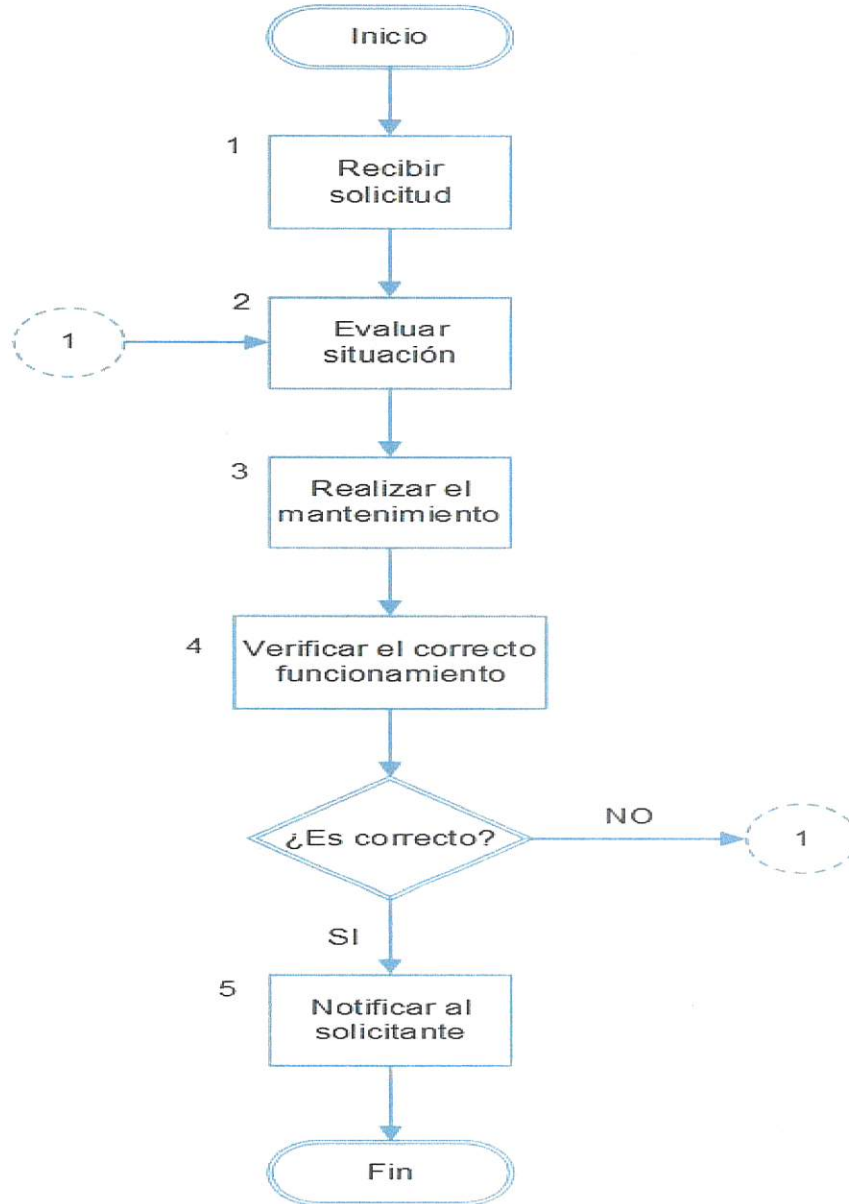 Inicio
1
Recibir
solicitud
2
1
Evaluar
situación
3
Realizar el
mantenimiento
4
Verificar el correcto
funcionamiento
¿Es correcto?
NO
1
SI
5
Notificar al
solicitante
Fin